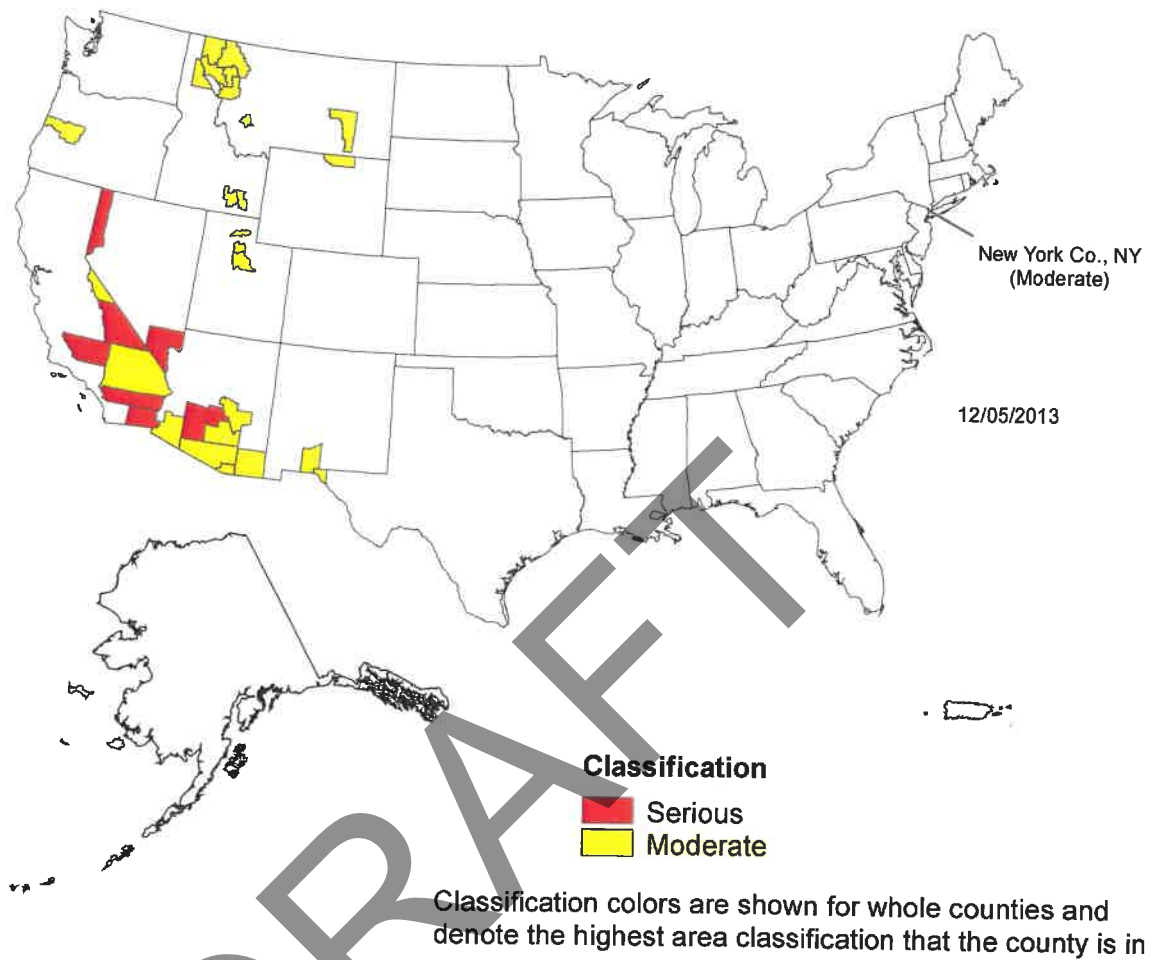 New York Co., NY
(Moderate)
12/05/2013
Classification
Serious
Moderate
Classification colors are shown for whole counties and
denote the highest area classification that the county is in
DRAFT